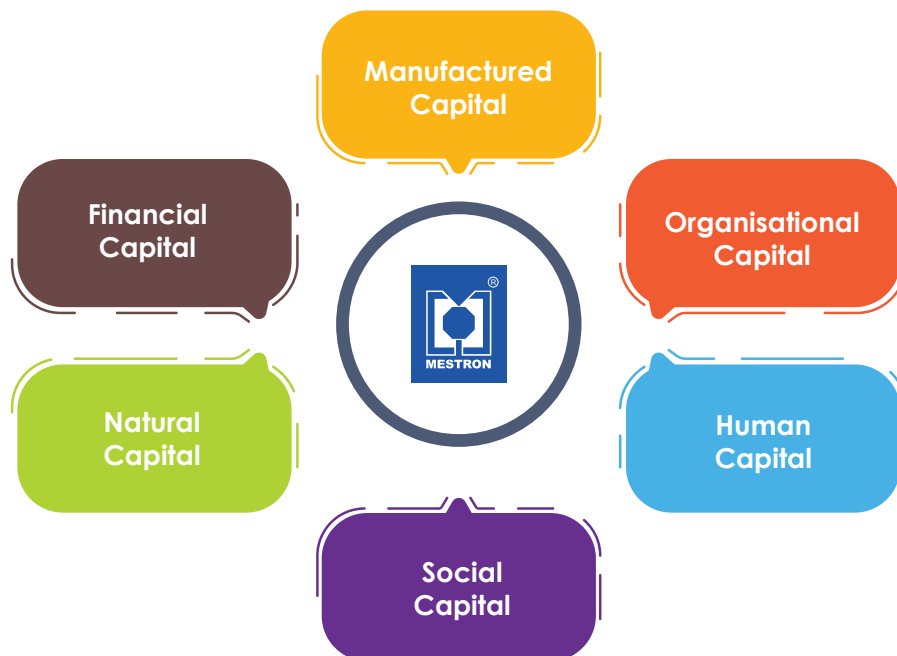 Manufactured
Capital
Financial
Capital
Organisational
Capital
®
MESTRON
Natural
Capital
Human
Capital
Social
Capital